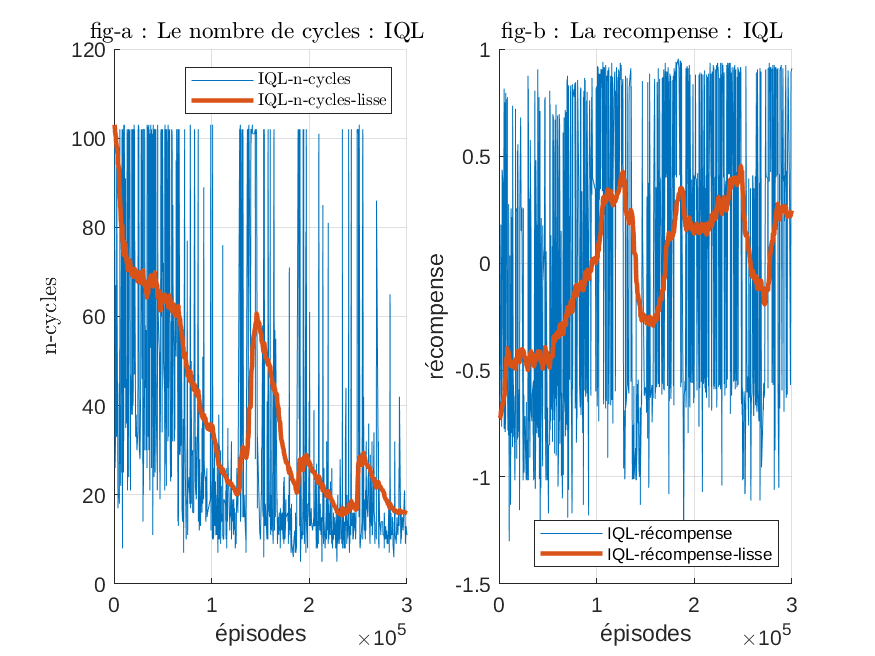 fig-a : Le nombre de cycles : IQL
120
100
80
60
40
20
0
n-cycles
IQL-n-cycles
IQL-n-cycles-lisse
0 1 2 3
épisodes
×10^5
fig-b : La recompense : IQL
1
0.5
0
-0.5
-1
-1.5
récompense
IQL-récompense
IQL-récompense-lisse
0 1 2 3
épisodes
×10^5